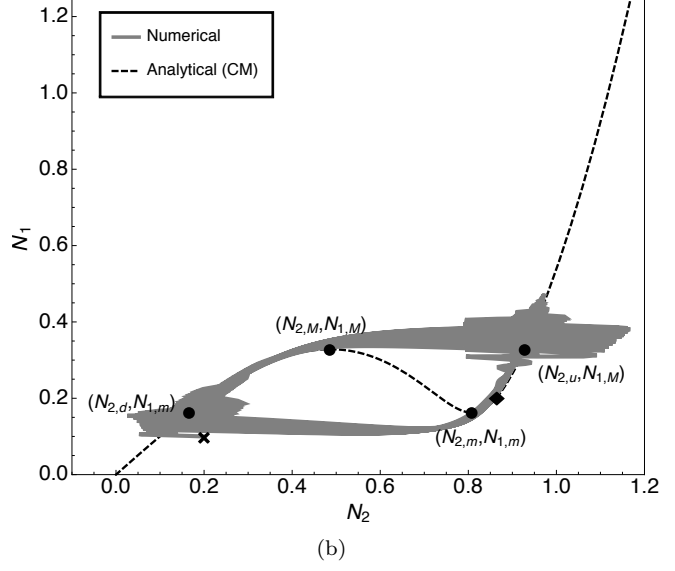 1.2
1.0
0.8
0.6
0.4
0.2
0.0
N1
Numerical
Analytical (CM)
(N2,M,N1,M)
(N2,d,N1,m)
(N2,u,N1,M)
(N2,m,N1,m)
0.0 0.2 0.4 0.6 0.8 1.0 1.2
N2
(b)